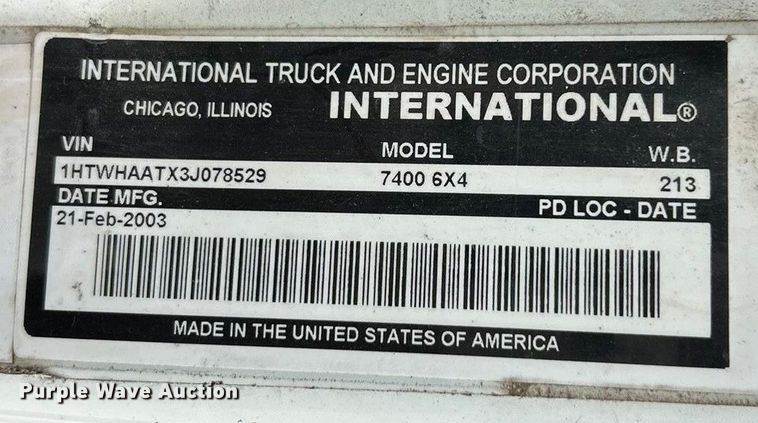 INTERNATIONAL TRUCK AND ENGINE CORPORATION
CHICAGO, ILLINOIS INTERNATIONAL®
VIN MODEL W.B.
1HTWHAATX3J078529 7400 6X4 213
DATE MFG. PD LOC - DATE
21-Feb-2003
MADE IN THE UNITED STATES OF AMERICA
Purple Wave Auction